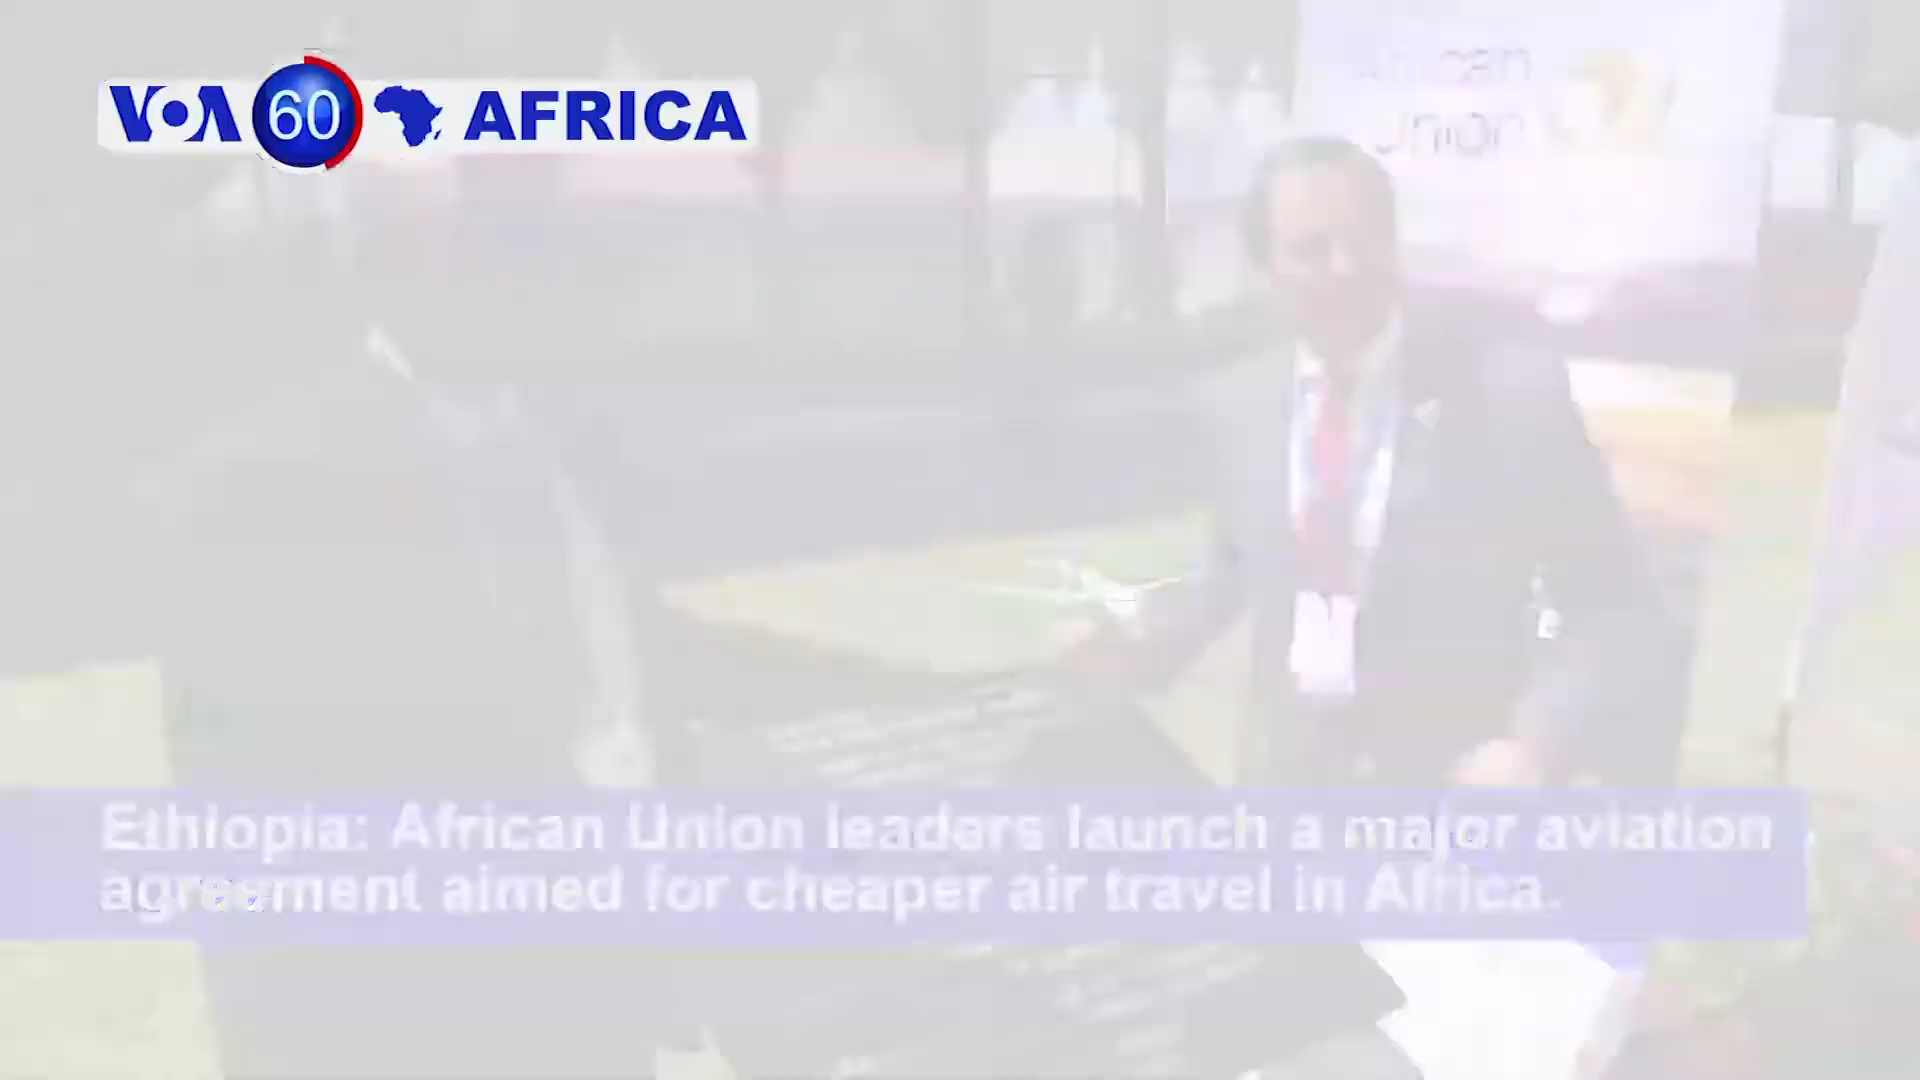 VOA 60 AFRICA
African
Union
Ethiopia: African Union leaders launch a major aviation
agreement aimed for cheaper air travel in Africa.